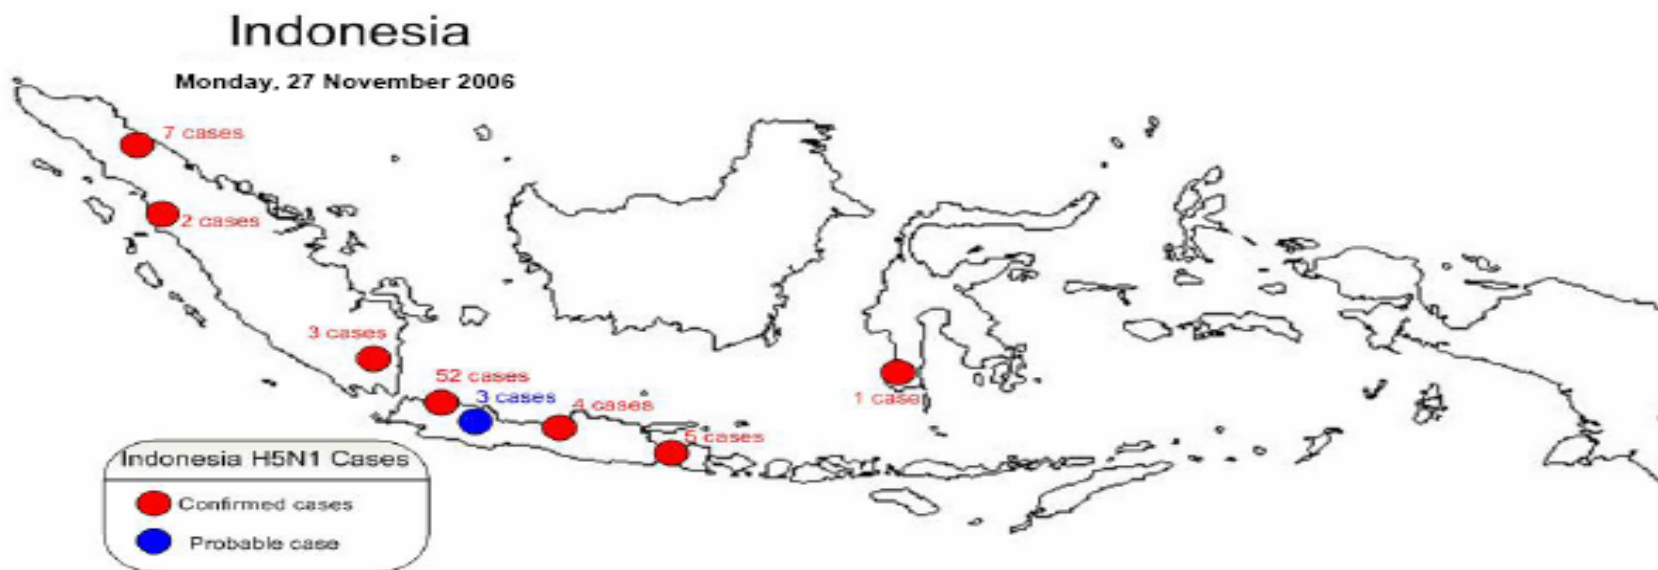 Indonesia
Monday, 27 November 2006
7 cases
2 cases
3 cases
52 cases
3 cases
4 cases
5 cases
1 case
Indonesia H5N1 Cases
Confirmed cases
Probable case